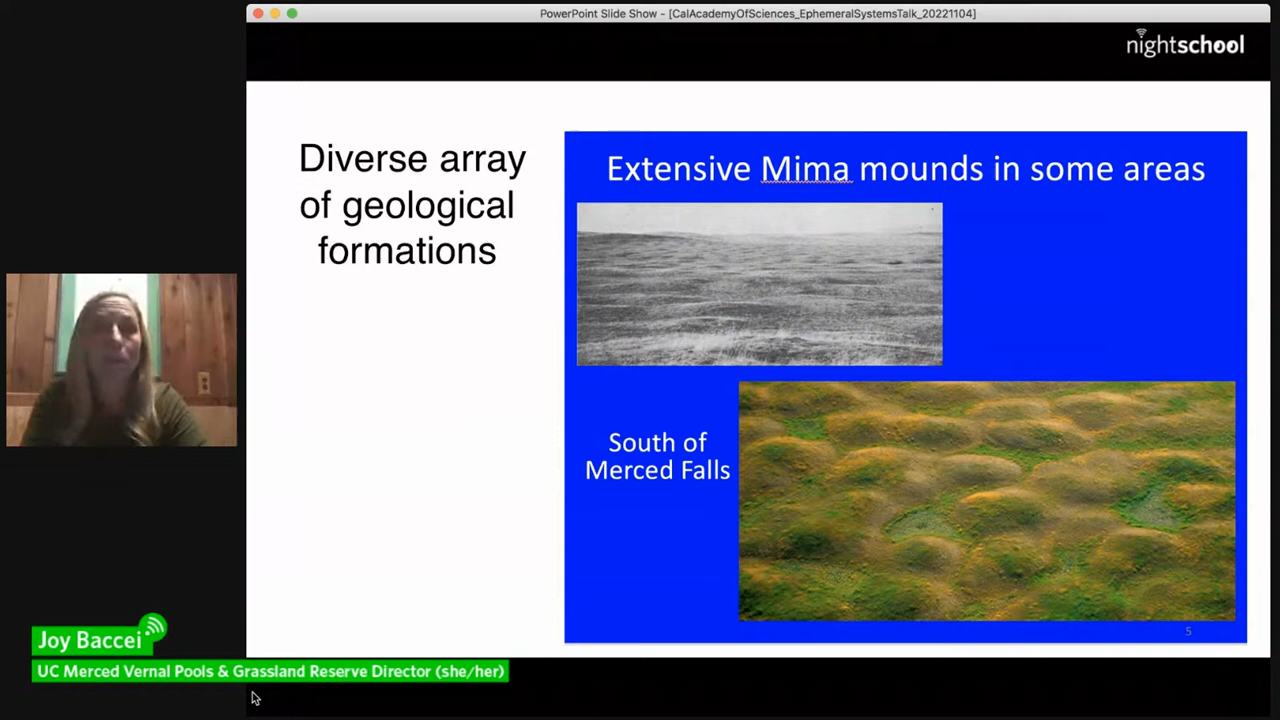 PowerPoint Slide Show - [CalAcademyOfSciences_EphemeralSystemsTalk_20221104]
nightschool
Diverse array
of geological
formations
Extensive Mima mounds in some areas
South of
Merced Falls
5
Joy Baccei
UC Merced Vernal Pools & Grassland Reserve Director (she/her)